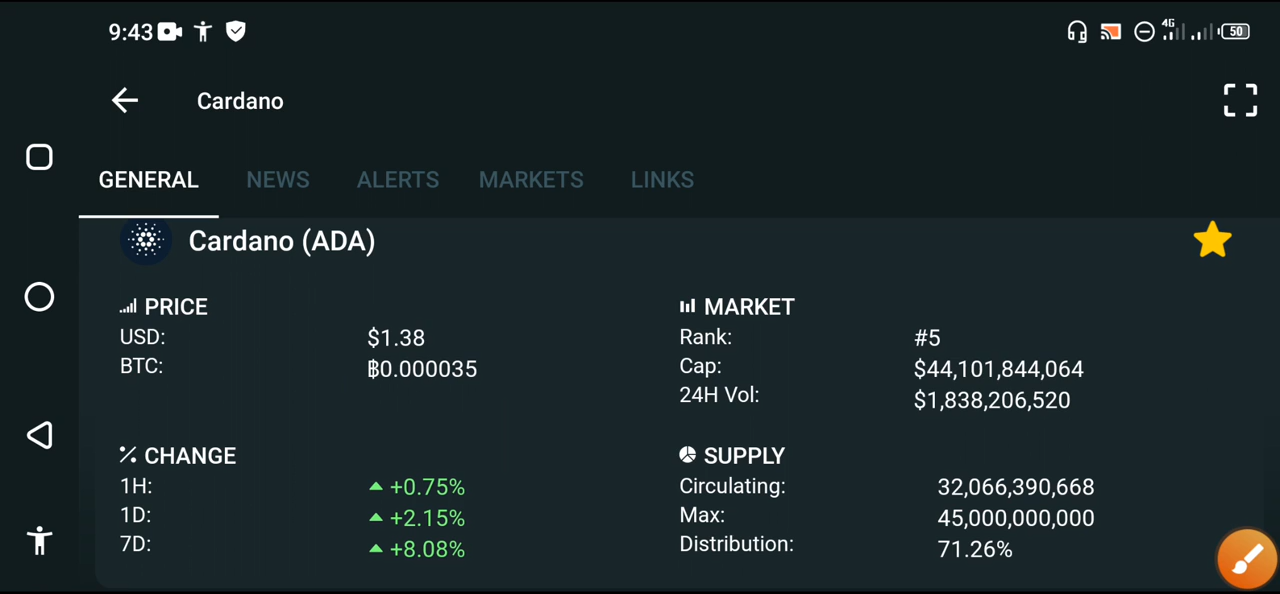 9:43
4G
50
Cardano
GENERAL NEWS ALERTS MARKETS LINKS
Cardano (ADA)
PRICE
USD: $1.38
BTC: ₿0.000035
MARKET
Rank: #5
Cap: $44,101,844,064
24H Vol: $1,838,206,520
CHANGE
1H: +0.75%
1D: +2.15%
7D: +8.08%
SUPPLY
Circulating: 32,066,390,668
Max: 45,000,000,000
Distribution: 71.26%